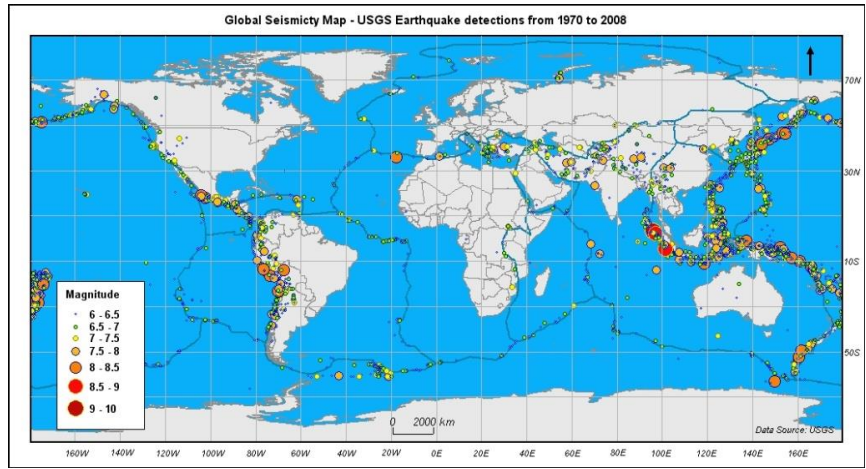 Global Seismicty Map - USGS Earthquake detections from 1970 to 2008
70N
30N
10S
50S
Magnitude
6 - 6.5
6.5 - 7
7 - 7.5
7.5 - 8
8 - 8.5
8.5 - 9
9 - 10
0 2000 km
Data Source: USGS
160W 140W 120W 100W 80W 60W 40W 20W 0E 20E 40E 60E 80E 100E 120E 140E 160E